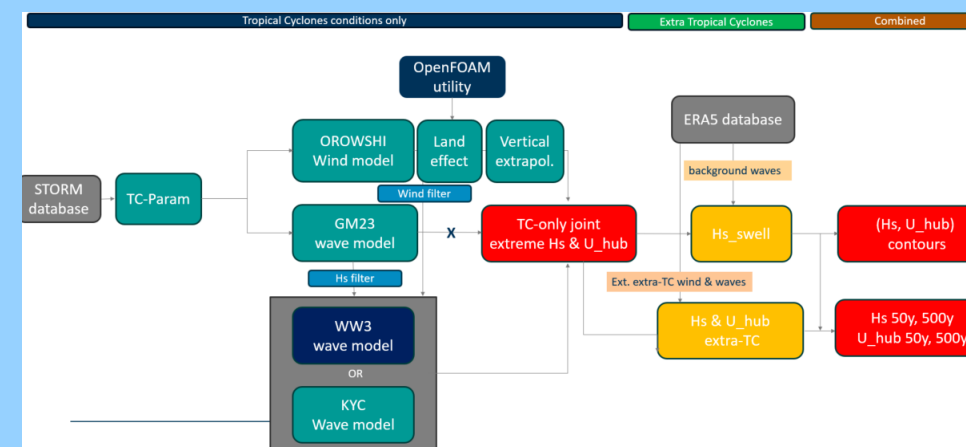 Tropical Cyclones conditions only
Extra Tropical Cyclones
Combined
OpenFOAM
utility
ERA5 database
OROWSHI
Wind model
Land
effect
Vertical
extrapol.
background waves
STORM
database
TC-Param
Wind filter
GM23
wave model
X
TC-only joint
extreme Hs & U_hub
Hs_swell
(Hs, U_hub)
contours
Hs filter
Ext. extra-TC wind & waves
WW3
wave model
OR
KYC
Wave model
Hs & U_hub
extra-TC
Hs 50y, 500y
U_hub 50y, 500y